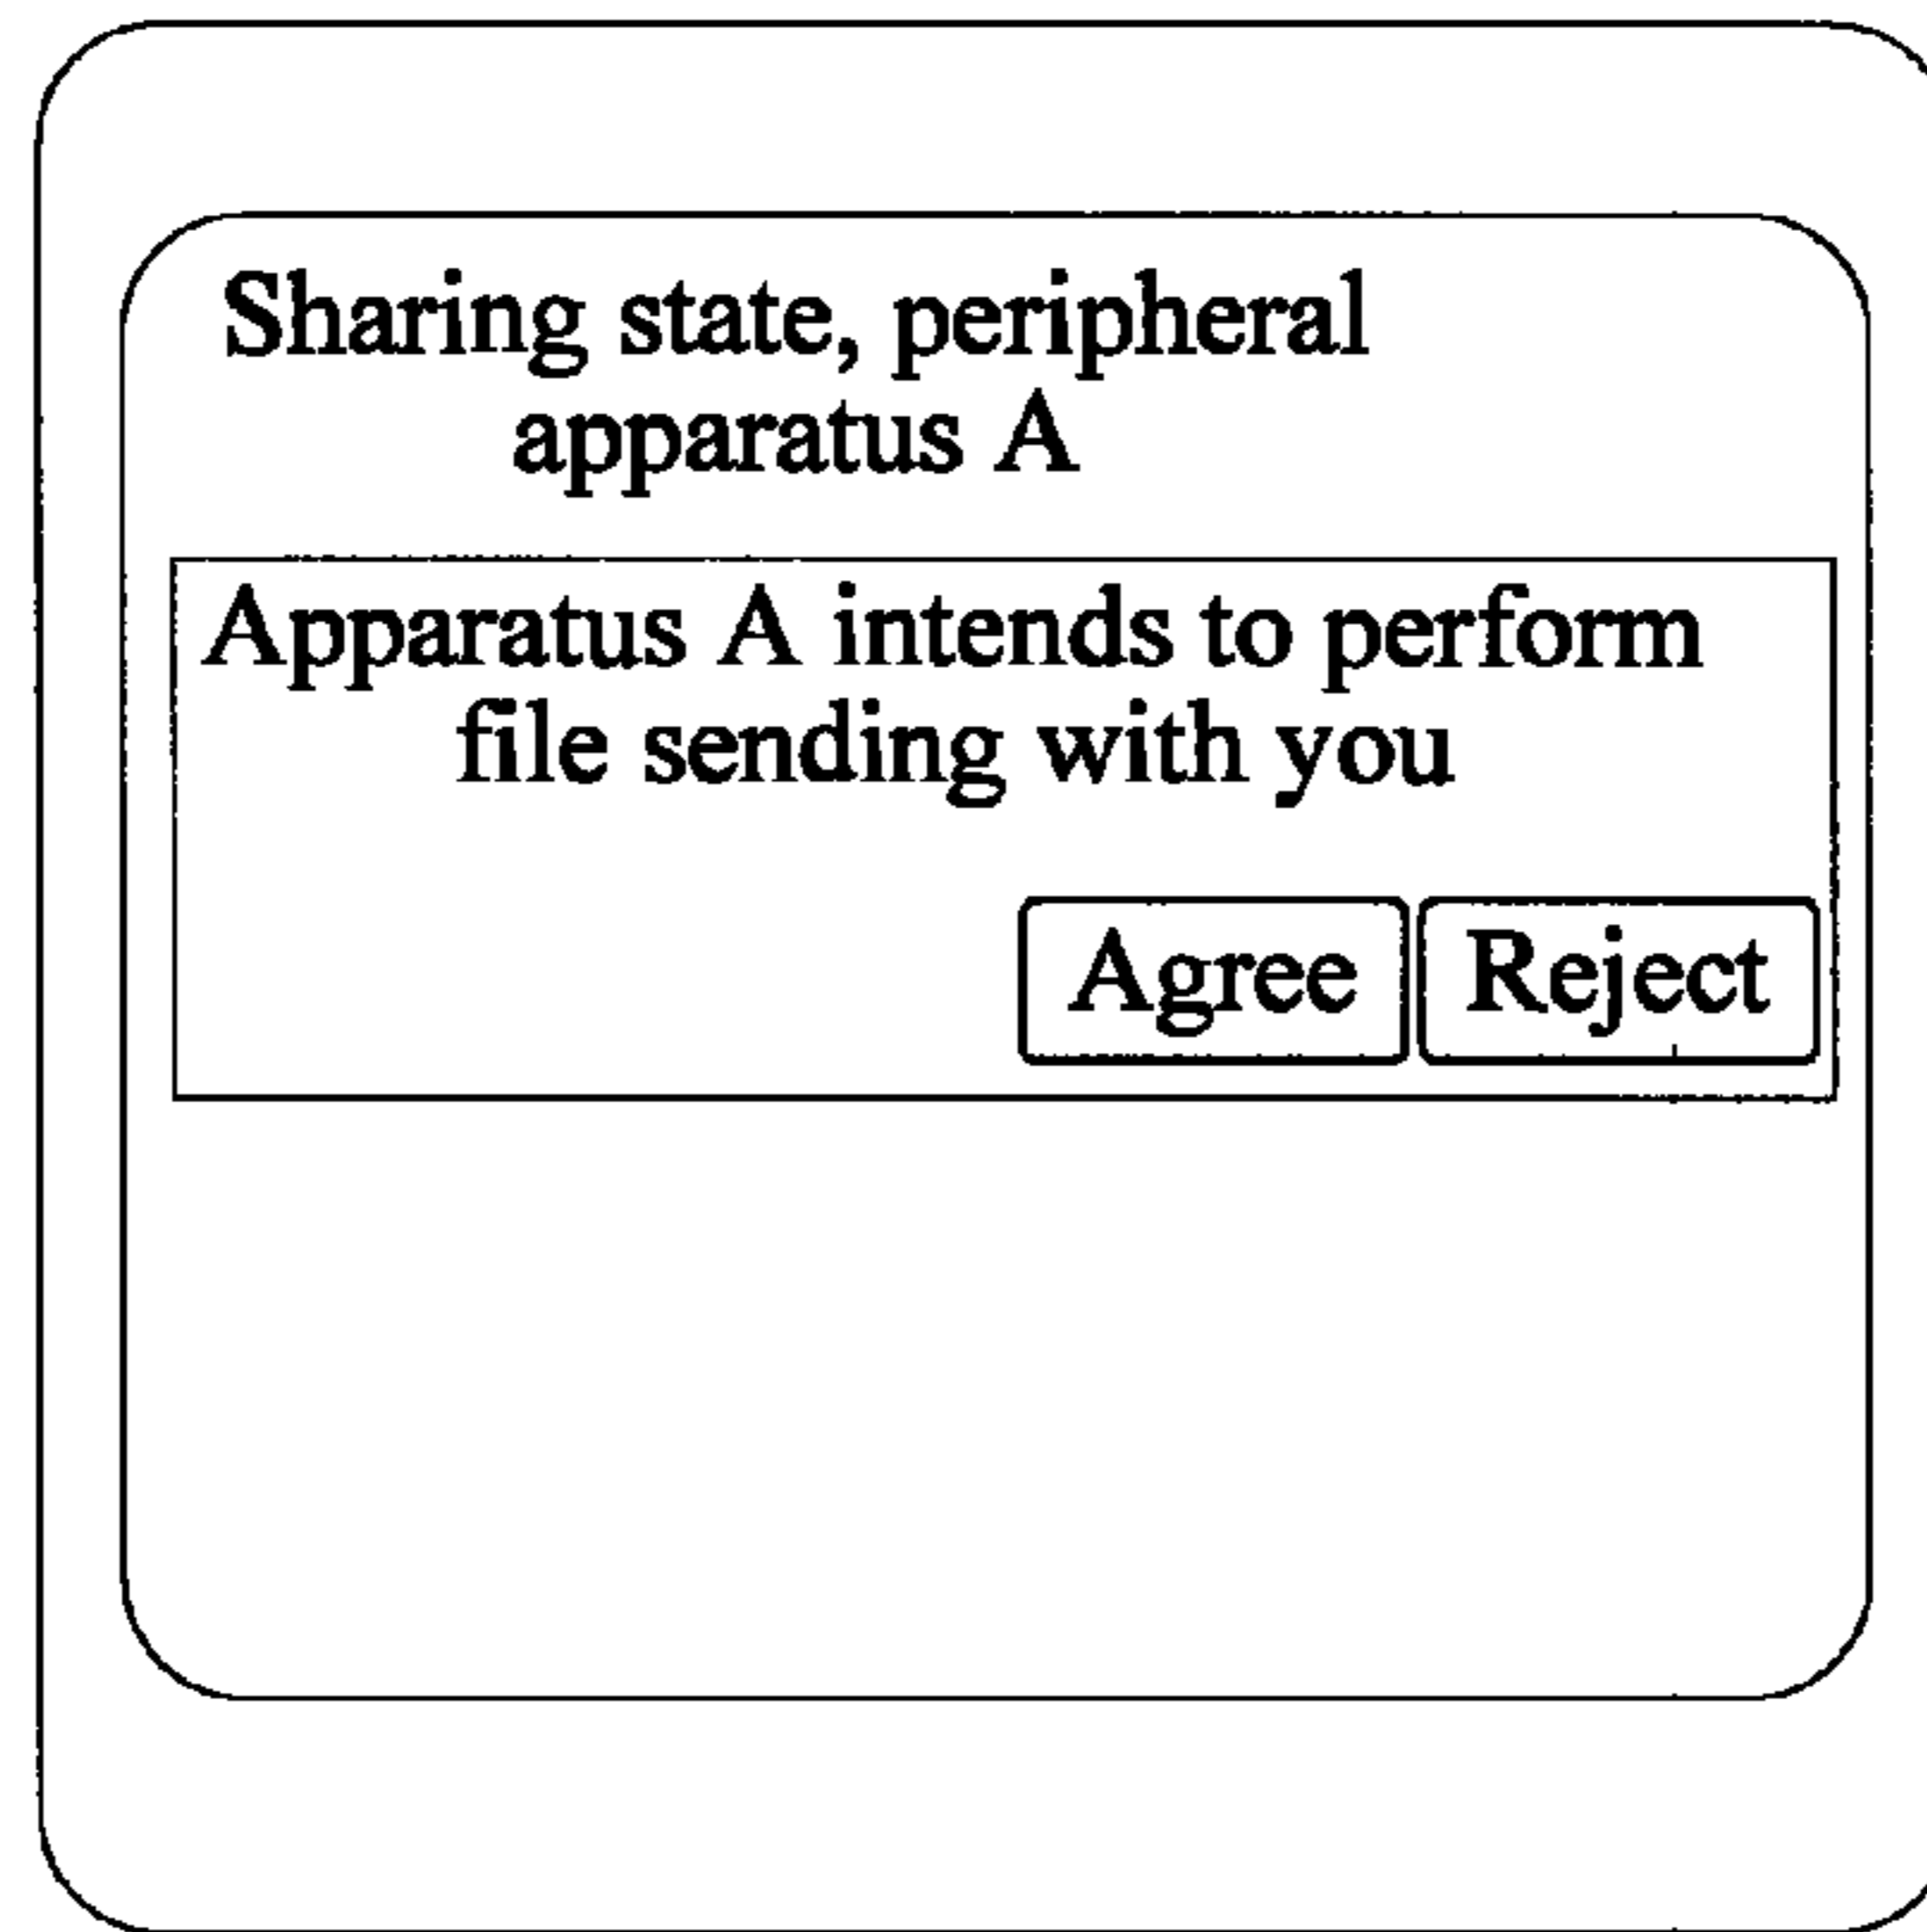 Sharing state, peripheral
apparatus A
Apparatus A intends to perform
file sending with you
Agree Reject